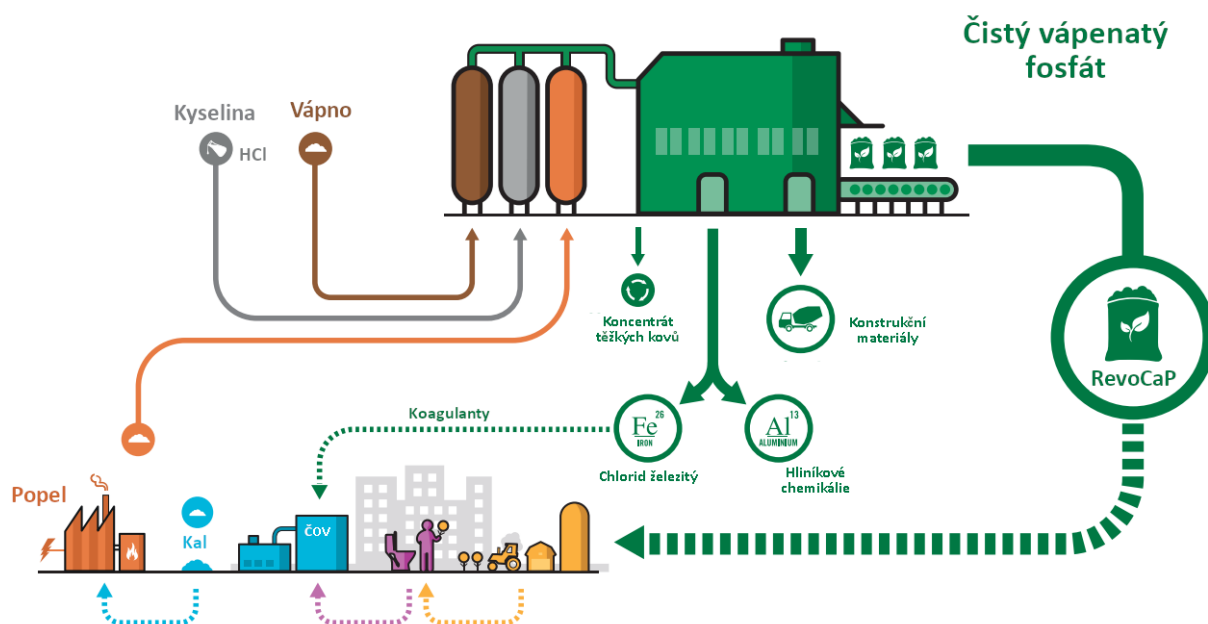 Čistý vápenatý
fosfát
Kyselina
HCl
Vápno
Koncentrát
těžkých kovů
Konstrukční
materiály
RevoCaP
Koagulanty
26
Fe
IRON
Chlorid železitý
13
Al
ALUMINIUM
Hliníkové
chemikálie
Popel
Kal
ČOV